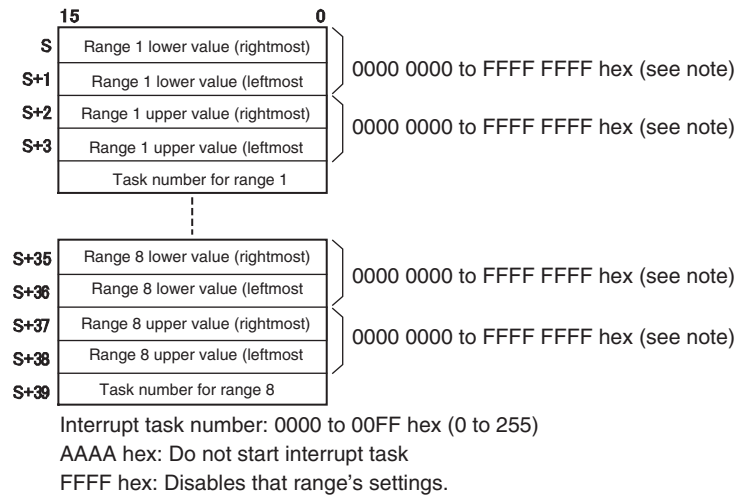 15 0
S Range 1 lower value (rightmost)
S+1 Range 1 lower value (leftmost
0000 0000 to FFFF FFFF hex (see note)
S+2 Range 1 upper value (rightmost)
S+3 Range 1 upper value (leftmost
0000 0000 to FFFF FFFF hex (see note)
Task number for range 1
S+35 Range 8 lower value (rightmost)
S+36 Range 8 lower value (leftmost
0000 0000 to FFFF FFFF hex (see note)
S+37 Range 8 upper value (rightmost)
S+38 Range 8 upper value (leftmost
0000 0000 to FFFF FFFF hex (see note)
S+39 Task number for range 8
Interrupt task number: 0000 to 00FF hex (0 to 255)
AAAA hex: Do not start interrupt task
FFFF hex: Disables that range's settings.